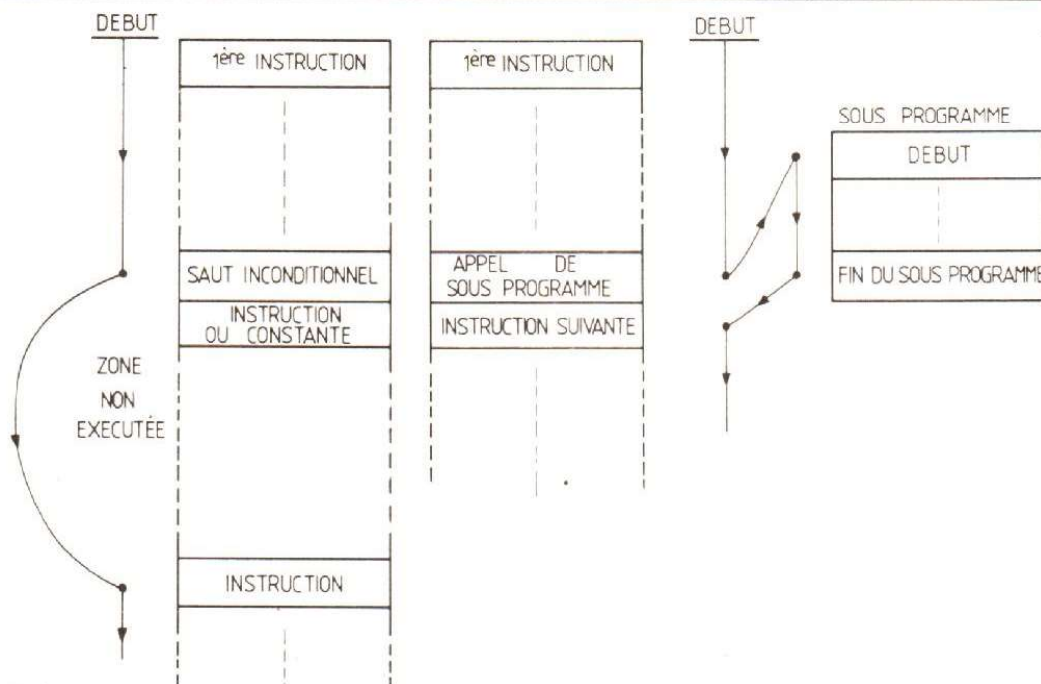 DEBUT
1ère INSTRUCTION
SAUT INCONDITIONNEL
INSTRUCTION
OU CONSTANTE
ZONE
NON
EXECUTÉE
INSTRUCTION
1ère INSTRUCTION
APPEL DE
SOUS PROGRAMME
INSTRUCTION SUIVANTE
DEBUT
SOUS PROGRAMME
DEBUT
FIN DU SOUS PROGRAMME